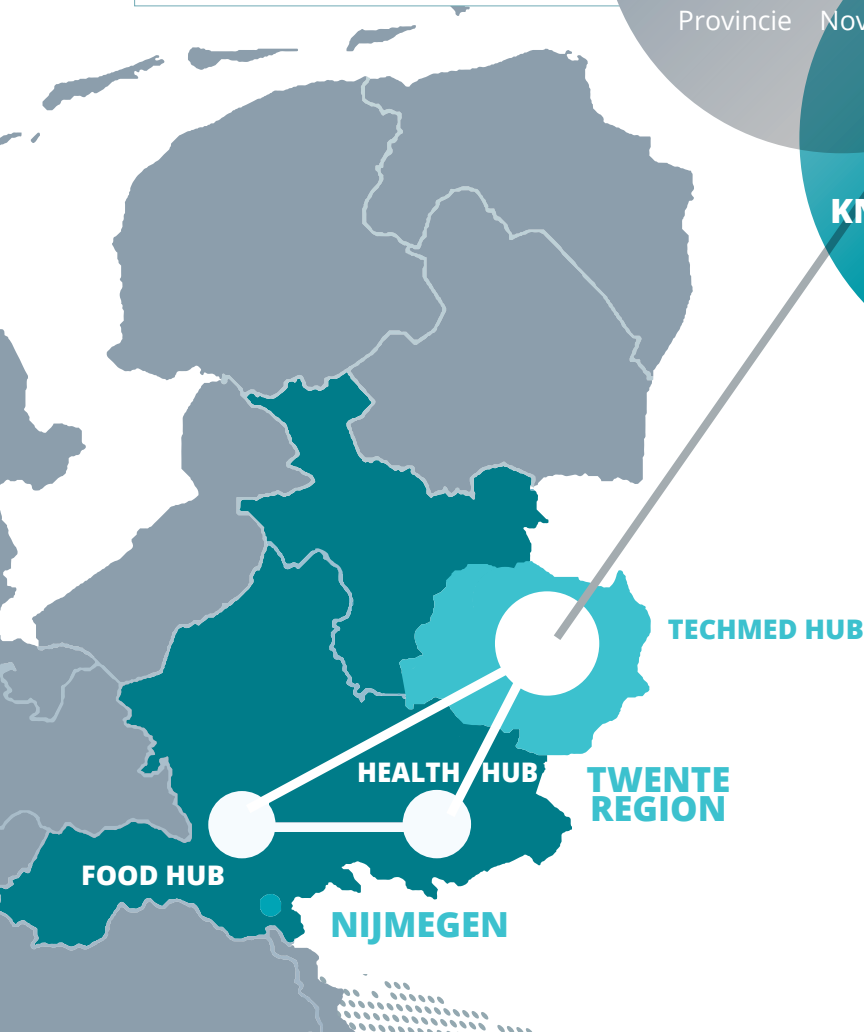 Provincie
TECHMED HUB
HEALTH HUB
TWENTE
REGION
FOOD HUB
NIJMEGEN